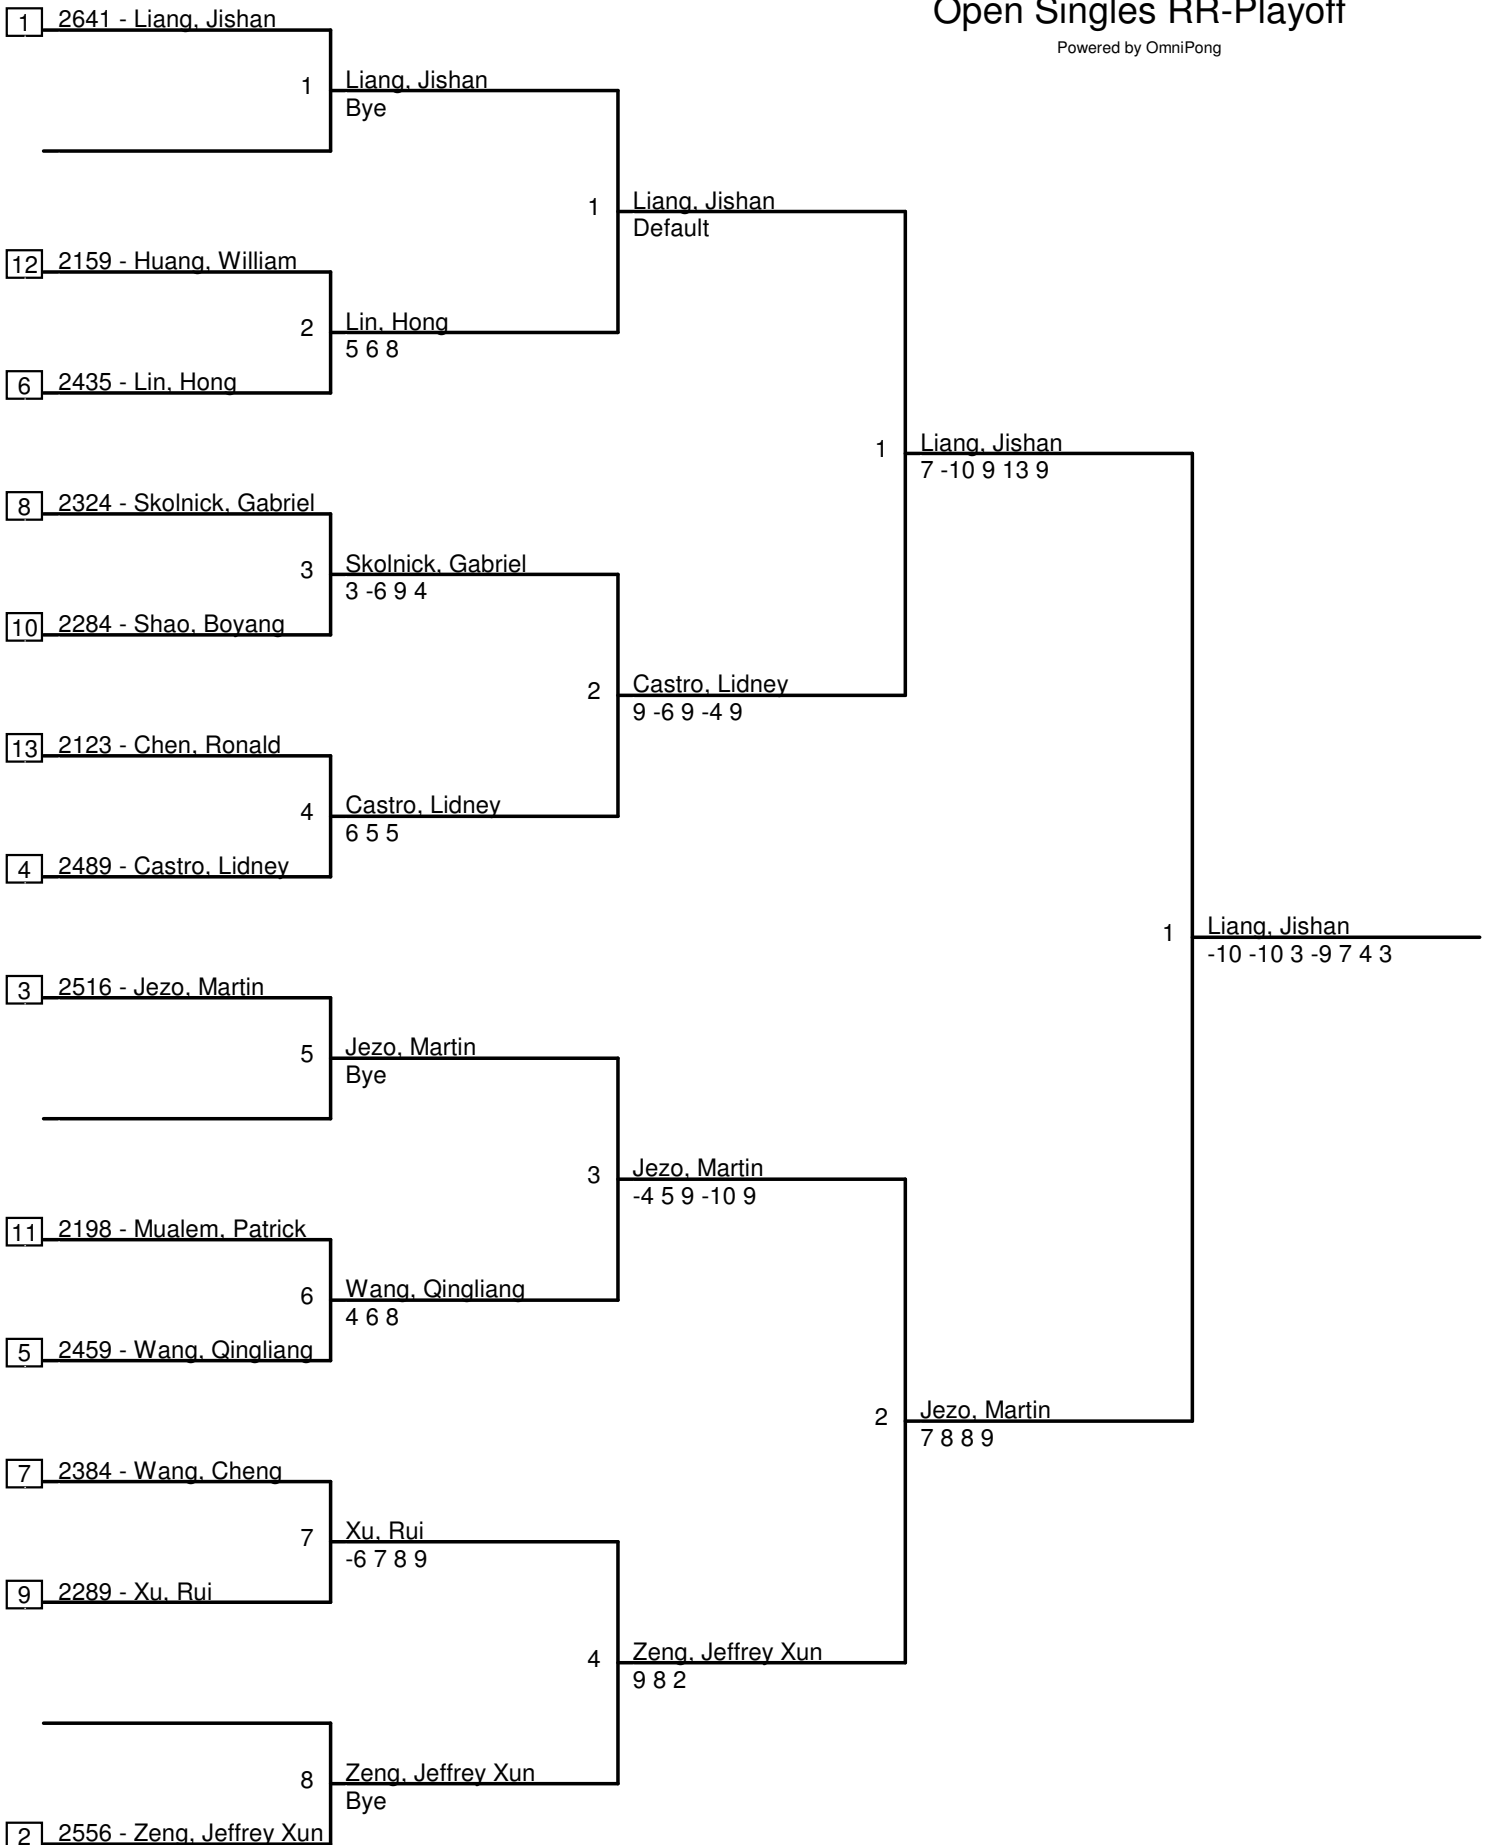 Open Singles RR-Playoff
Powered by OmniPong
1 2641 - Liang, Jishan
1 Liang, Jishan
Bye
1 Liang, Jishan
Default
12 2159 - Huang, William
2 Lin, Hong
5 6 8
6 2435 - Lin, Hong
1 Liang, Jishan
7 -10 9 13 9
8 2324 - Skolnick, Gabriel
3 Skolnick, Gabriel
3 -6 9 4
10 2284 - Shao, Boyang
2 Castro, Lidney
9 -6 9 -4 9
13 2123 - Chen, Ronald
4 Castro, Lidney
6 5 5
4 2489 - Castro, Lidney
1 Liang, Jishan
-10 -10 3 -9 7 4 3
3 2516 - Jezo, Martin
5 Jezo, Martin
Bye
3 Jezo, Martin
-4 5 9 -10 9
11 2198 - Mualem, Patrick
6 Wang, Qingliang
4 6 8
5 2459 - Wang, Qingliang
2 Jezo, Martin
7 8 8 9
7 2384 - Wang, Cheng
7 Xu, Rui
-6 7 8 9
9 2289 - Xu, Rui
4 Zeng, Jeffrey Xun
9 8 2
8 Zeng, Jeffrey Xun
Bye
2 2556 - Zeng, Jeffrey Xun